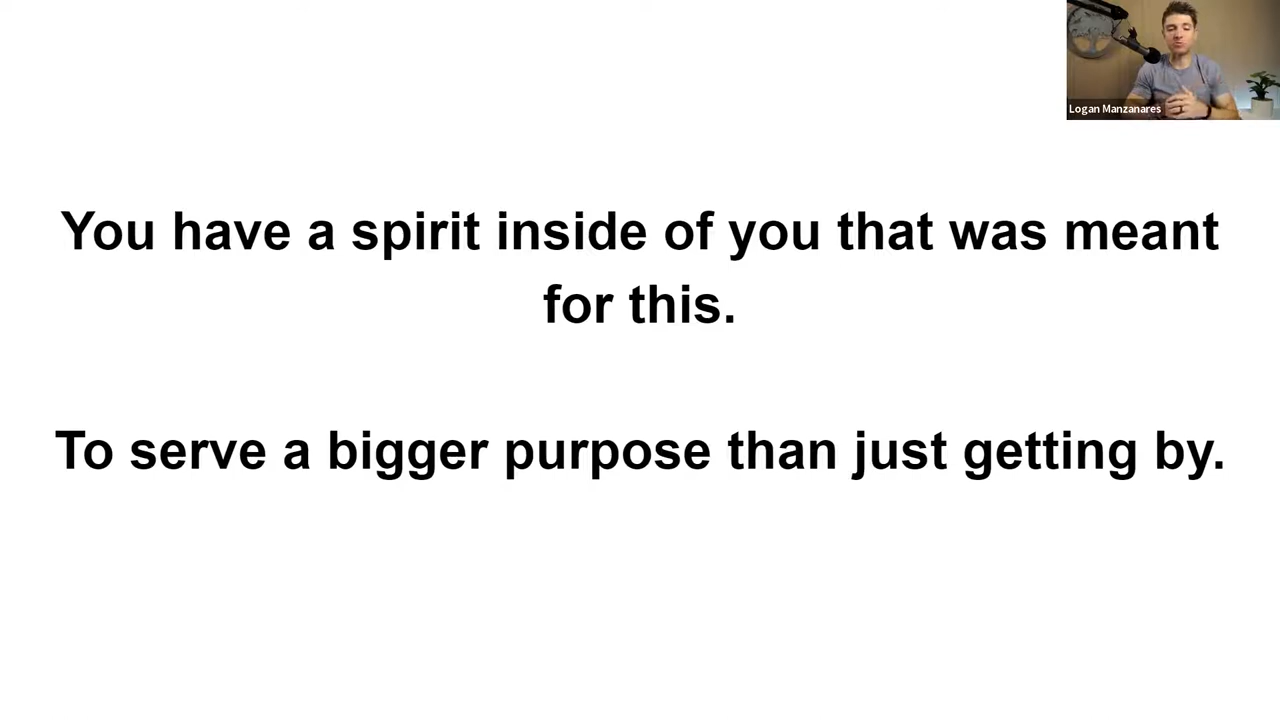 Logan Manzanares
You have a spirit inside of you that was meant
for this.
To serve a bigger purpose than just getting by.